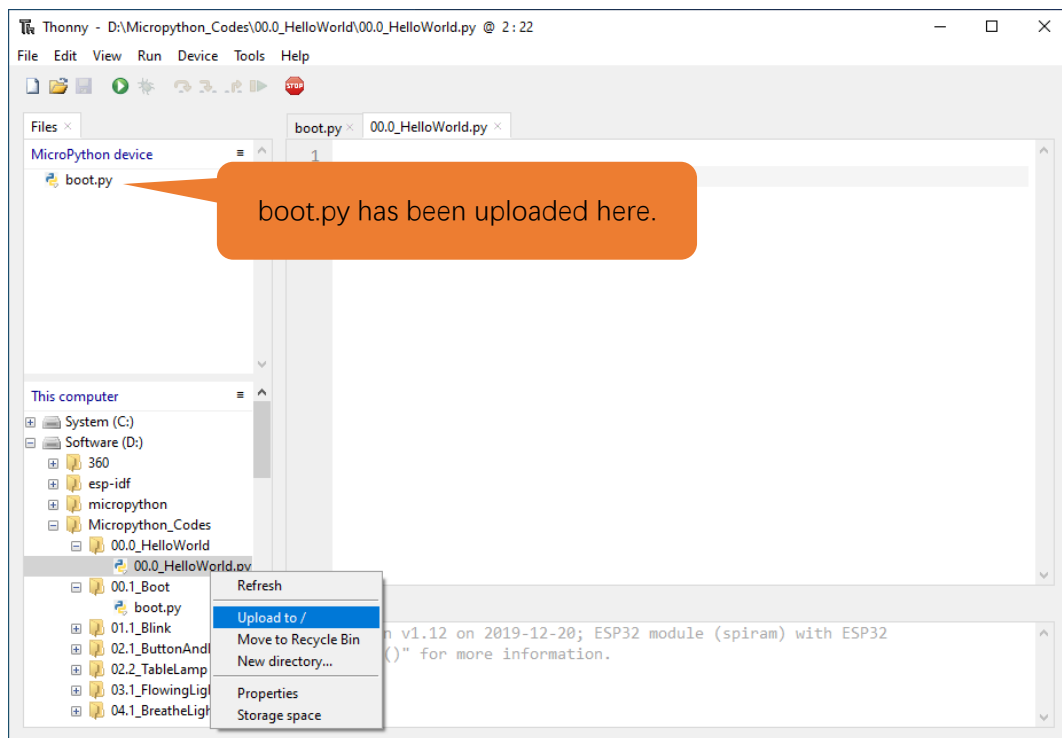 Thonny - D:\Micropython_Codes\00.0_HelloWorld\00.0_HelloWorld.py @ 2:22
File Edit View Run Device Tools Help
STOP
Files
boot.py 00.0_HelloWorld.py
MicroPython device
1
boot.py
boot.py has been uploaded here.
This computer
System (C:)
Software (D:)
360
esp-idf
micropython
Micropython_Codes
00.0_HelloWorld
00.0_HelloWorld.py
00.1_Boot
boot.py
01.1_Blink
02.1_ButtonAnd
02.2_TableLamp
03.1_FlowingLig
04.1_BreatheLigh
Refresh
Upload to /
Move to Recycle Bin
New directory...
Properties
Storage space
n v1.12 on 2019-12-20; ESP32 module (spiram) with ESP32
()" for more information.